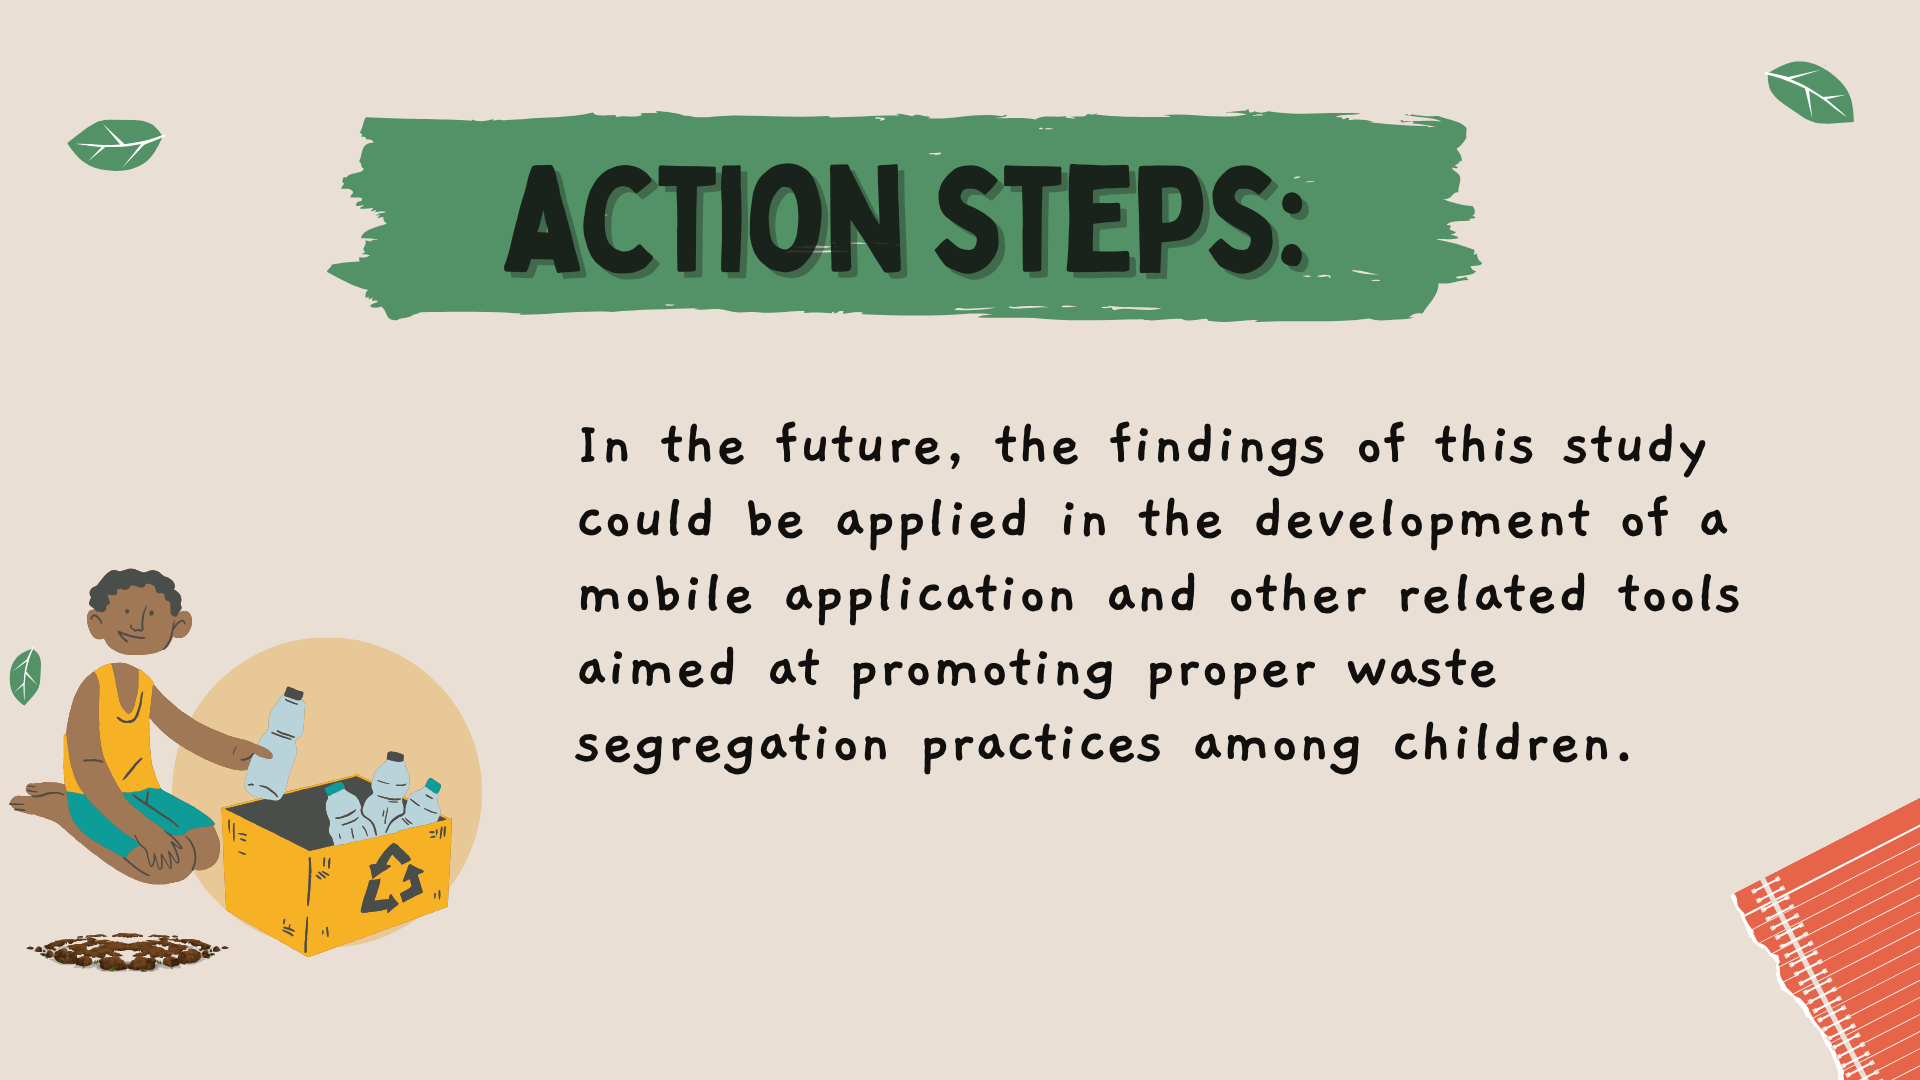 ACTION STEPS:
In the future, the findings of this study
could be applied in the development of a
mobile application and other related tools
aimed at promoting proper waste
segregation practices among children.